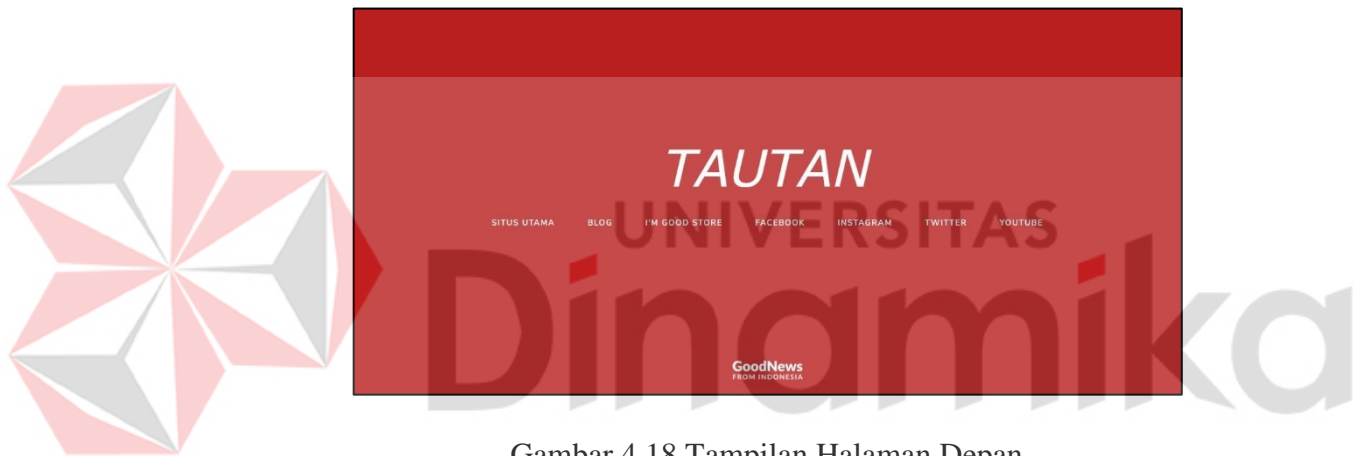 TAUTAN
SITUS UTAMA BLOG I'M GOOD STORE FACEBOOK INSTAGRAM TWITTER YOUTUBE
UNIVERSITAS
Dinamika
GoodNews
FROM INDONESIA
Gambar 4.18 Tampilan Halaman Depan